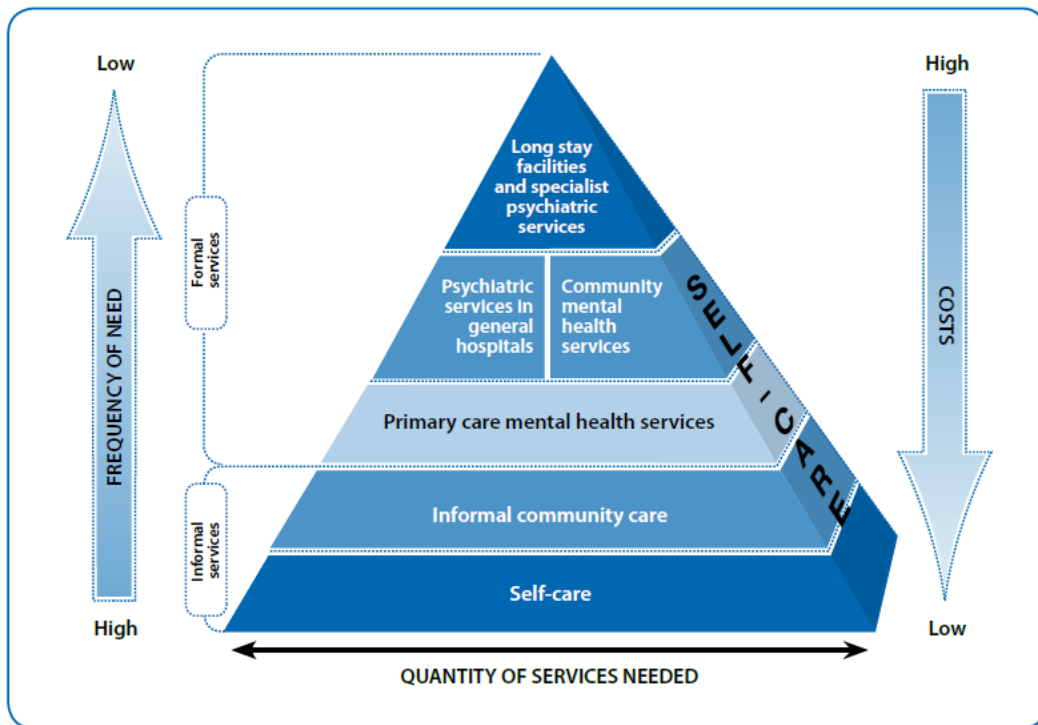 Low
High
Long stay
facilities
and specialist
psychiatric
services
Formal
services
Psychiatric
services in
general
hospitals
Community
mental
health
services
SELF-CARE
FREQUENCY OF NEED
COSTS
Primary care mental health services
Informal
services
Informal community care
Self-care
High
Low
QUANTITY OF SERVICES NEEDED